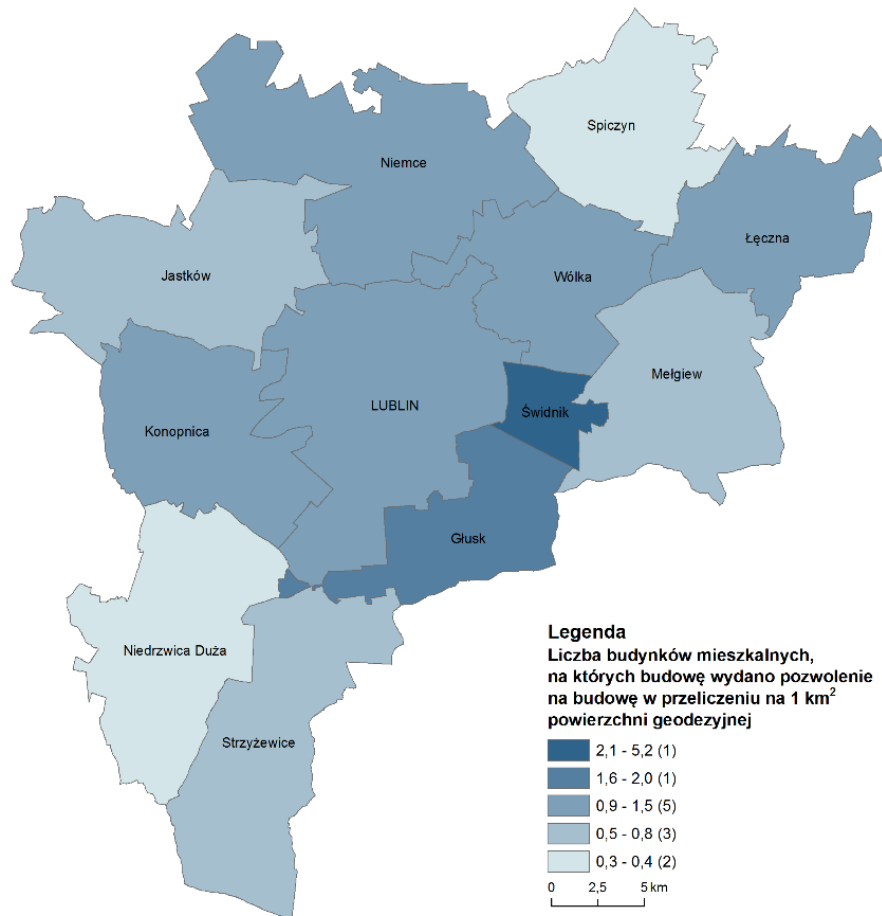 Spiczyn
Niemce
Łęczna
Jastków
Wólka
Mełgiew
LUBLIN
Świdnik
Konopnica
Głusk
Niedrzwica Duża
Strzyżewice
Legenda
Liczba budynków mieszkalnych,
na których budowę wydano pozwolenie
na budowę w przeliczeniu na 1 km²
powierzchni geodezyjnej
2,1 - 5,2 (1)
1,6 - 2,0 (1)
0,9 - 1,5 (5)
0,5 - 0,8 (3)
0,3 - 0,4 (2)
0 2,5 5 km